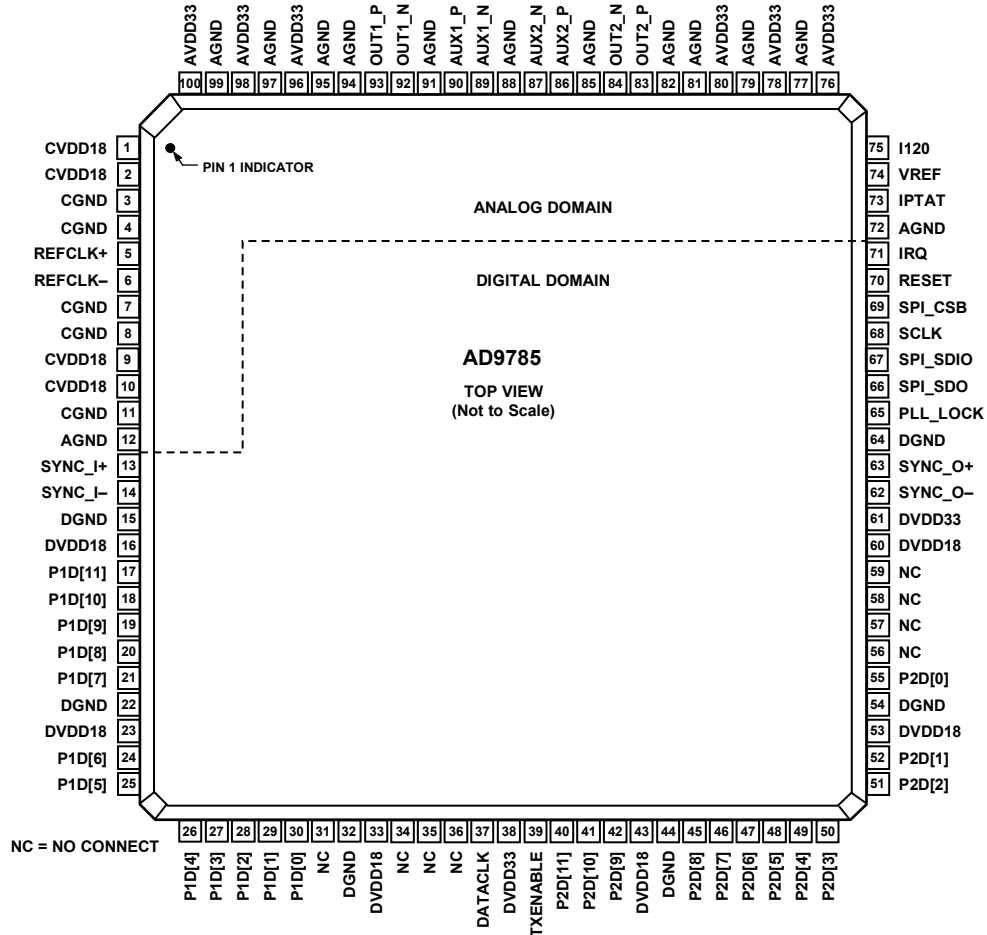 AVDD33
AGND
AVDD33
AGND
AVDD33
AGND
AGND
OUT1_P
OUT1_N
AGND
AUX1_P
AUX1_N
AGND
AUX2_N
AUX2_P
AGND
OUT2_N
OUT2_P
AGND
AGND
AVDD33
AGND
AVDD33
AGND
AVDD33
100 99 98 97 96 95 94 93 92 91 90 89 88 87 86 85 84 83 82 81 80 79 78 77 76
CVDD18 1
CVDD18 2
CGND 3
CGND 4
REFCLK+ 5
REFCLK– 6
CGND 7
CGND 8
CVDD18 9
CVDD18 10
CGND 11
AGND 12
SYNC_I+ 13
SYNC_I– 14
DGND 15
DVDD18 16
P1D[11] 17
P1D[10] 18
P1D[9] 19
P1D[8] 20
P1D[7] 21
DGND 22
DVDD18 23
P1D[6] 24
P1D[5] 25
PIN 1 INDICATOR
ANALOG DOMAIN
DIGITAL DOMAIN
AD9785
TOP VIEW
(Not to Scale)
75 I120
74 VREF
73 IPTAT
72 AGND
71 IRQ
70 RESET
69 SPI_CSB
68 SCLK
67 SPI_SDIO
66 SPI_SDO
65 PLL_LOCK
64 DGND
63 SYNC_O+
62 SYNC_O–
61 DVDD33
60 DVDD18
59 NC
58 NC
57 NC
56 NC
55 P2D[0]
54 DGND
53 DVDD18
52 P2D[1]
51 P2D[2]
26 27 28 29 30 31 32 33 34 35 36 37 38 39 40 41 42 43 44 45 46 47 48 49 50
NC = NO CONNECT
P1D[4]
P1D[3]
P1D[2]
P1D[1]
P1D[0]
NC
DGND
DVDD18
NC
NC
NC
DATACLK
DVDD33
TXENABLE
P2D[11]
P2D[10]
P2D[9]
DVDD18
DGND
P2D[8]
P2D[7]
P2D[6]
P2D[5]
P2D[4]
P2D[3]